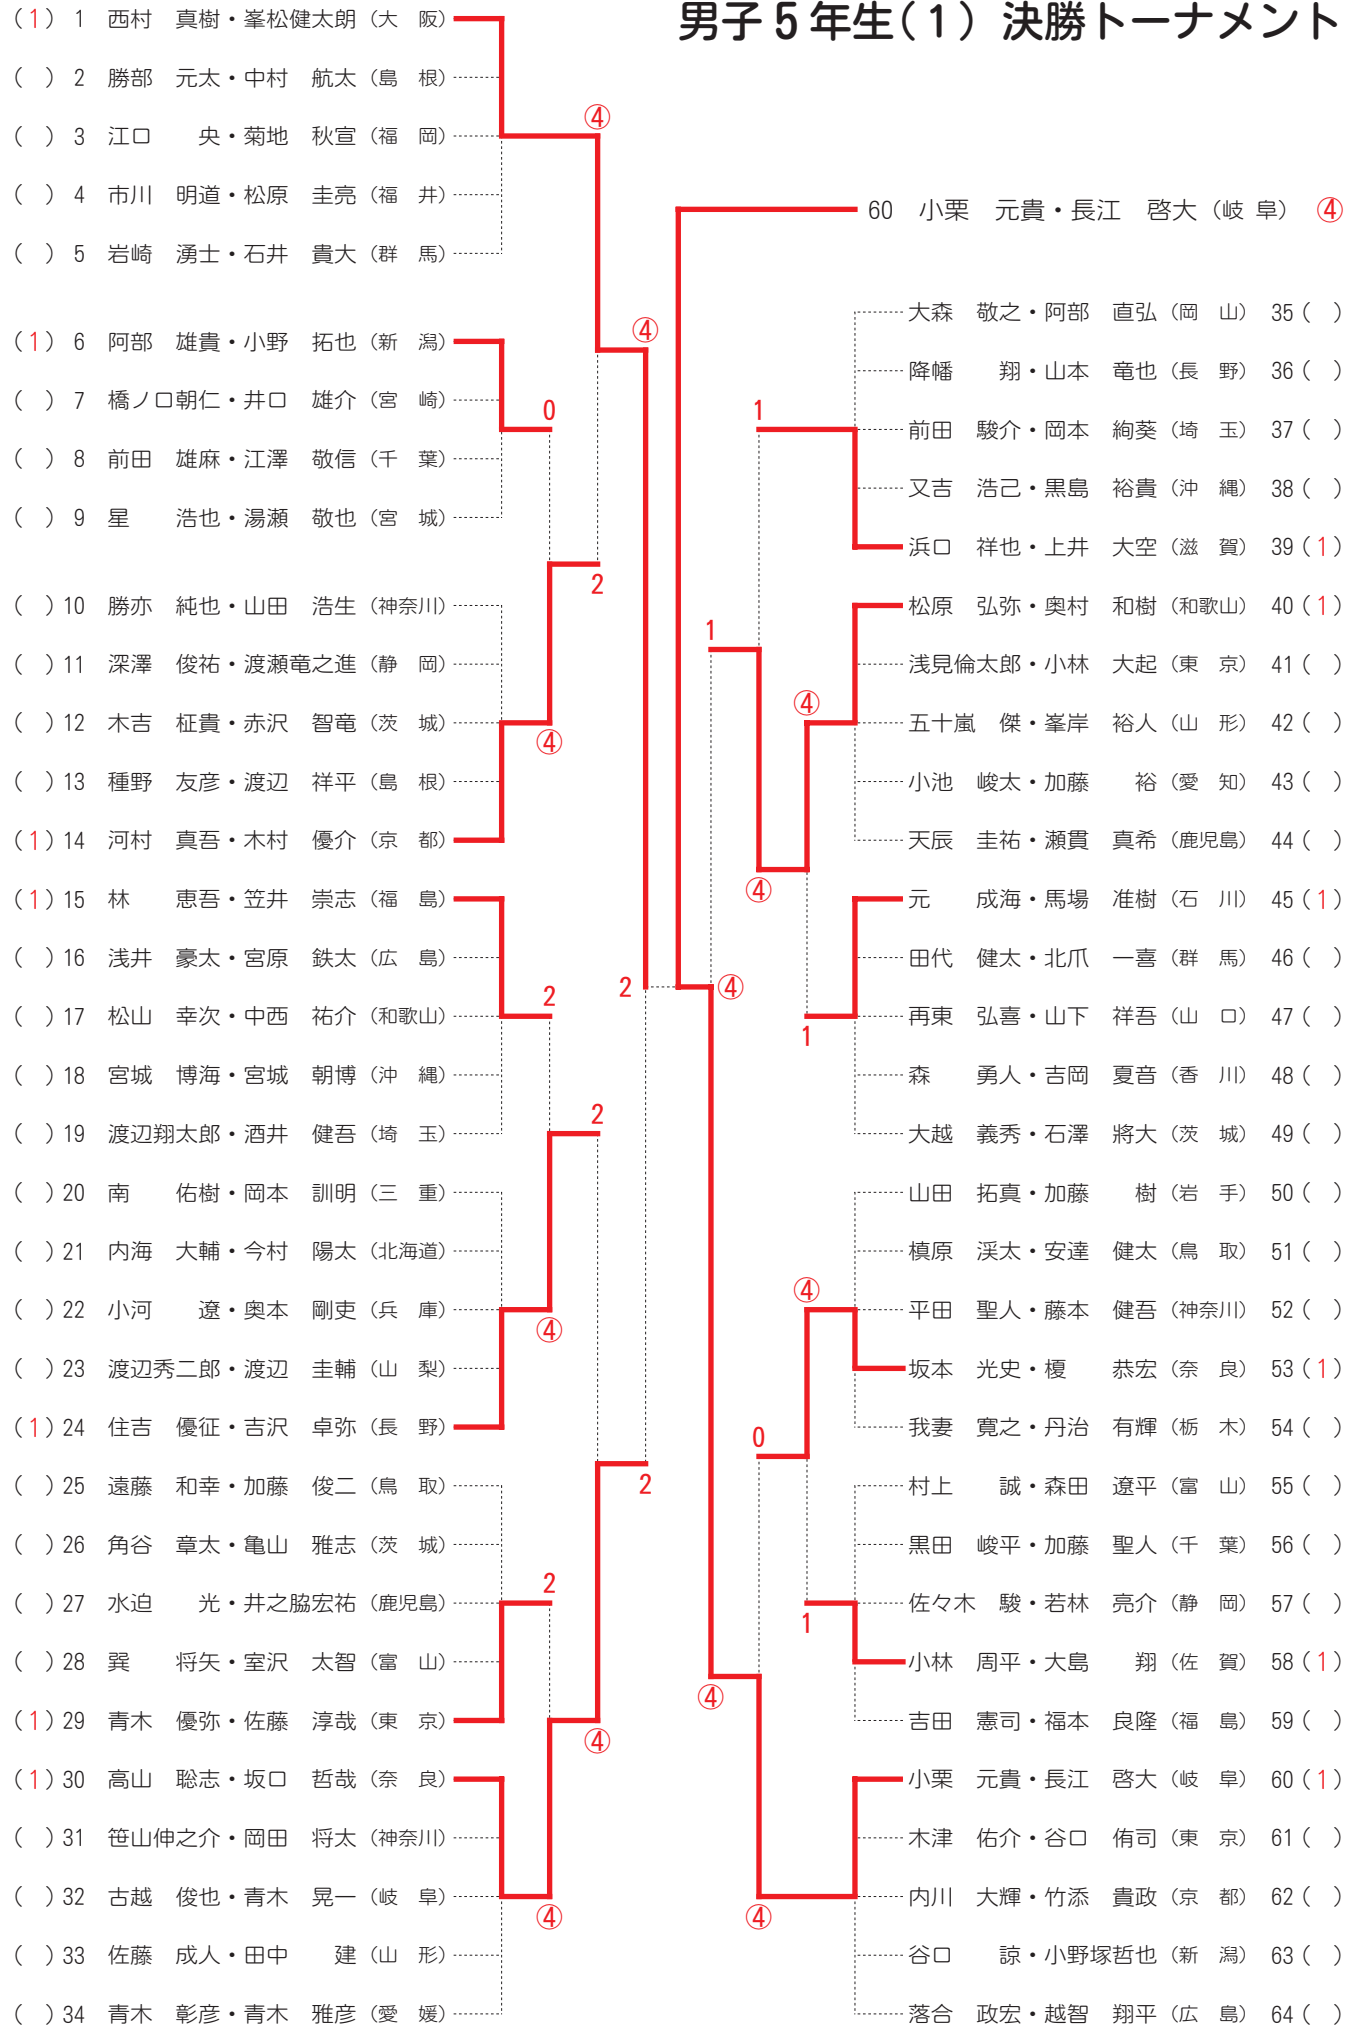 男子５年生（１）決勝トーナメント
（1）1 西村　真樹・峯松健太朗（大　阪）
（　）2 勝部　元太・中村　航太（島　根）
（　）3 江口　　央・菊地　秋宣（福　岡）
（　）4 市川　明道・松原　圭亮（福　井）
（　）5 岩崎　湧士・石井　貴大（群　馬）
（1）6 阿部　雄貴・小野　拓也（新　潟）
（　）7 橋ノ口朝仁・井口　雄介（宮　崎）
（　）8 前田　雄麻・江澤　敬信（千　葉）
（　）9 星　　浩也・湯瀬　敬也（宮　城）
（　）10 勝亦　純也・山田　浩生（神奈川）
（　）11 深澤　俊祐・渡瀬竜之進（静　岡）
（　）12 木吉　柾貴・赤沢　智竜（茨　城）
（　）13 種野　友彦・渡辺　祥平（島　根）
（1）14 河村　真吾・木村　優介（京　都）
（1）15 林　　恵吾・笠井　崇志（福　島）
（　）16 浅井　豪太・宮原　鉄太（広　島）
（　）17 松山　幸次・中西　祐介（和歌山）
（　）18 宮城　博海・宮城　朝博（沖　縄）
（　）19 渡辺翔太郎・酒井　健吾（埼　玉）
（　）20 南　　佑樹・岡本　訓明（三　重）
（　）21 内海　大輔・今村　陽太（北海道）
（　）22 小河　　遼・奥本　剛吏（兵　庫）
（　）23 渡辺秀二郎・渡辺　圭輔（山　梨）
（1）24 住吉　優征・吉沢　卓弥（長　野）
（　）25 遠藤　和幸・加藤　俊二（鳥　取）
（　）26 角谷　章太・亀山　雅志（茨　城）
（　）27 水迫　　光・井之脇宏祐（鹿児島）
（　）28 巽　　将矢・室沢　太智（富　山）
（1）29 青木　優弥・佐藤　淳哉（東　京）
（1）30 高山　聡志・坂口　哲哉（奈　良）
（　）31 笹山伸之介・岡田　将太（神奈川）
（　）32 古越　俊也・青木　晃一（岐　阜）
（　）33 佐藤　成人・田中　　建（山　形）
（　）34 青木　彰彦・青木　雅彦（愛　媛）
④
0
④
2
④
2
④
2
2
④
④
④
2
2
2
60　小栗　元貴・長江　啓大（岐 阜）　④
大森　敬之・阿部　直弘（岡　山）35（　）
降幡　　翔・山本　竜也（長　野）36（　）
前田　駿介・岡本　絢葵（埼　玉）37（　）
又吉　浩己・黒島　裕貴（沖　縄）38（　）
浜口　祥也・上井　大空（滋　賀）39（1）
松原　弘弥・奥村　和樹（和歌山）40（1）
浅見倫太郎・小林　大起（東　京）41（　）
五十嵐　傑・峯岸　裕人（山　形）42（　）
小池　峻太・加藤　　裕（愛　知）43（　）
天辰　圭祐・瀬貫　真希（鹿児島）44（　）
元　　成海・馬場　准樹（石　川）45（1）
田代　健太・北爪　一喜（群　馬）46（　）
再東　弘喜・山下　祥吾（山　口）47（　）
森　　勇人・吉岡　夏音（香　川）48（　）
大越　義秀・石澤　將大（茨　城）49（　）
山田　拓真・加藤　　樹（岩　手）50（　）
槙原　渓太・安達　健太（鳥　取）51（　）
平田　聖人・藤本　健吾（神奈川）52（　）
坂本　光史・榎　　恭宏（奈　良）53（1）
我妻　寛之・丹治　有輝（栃　木）54（　）
村上　　誠・森田　遼平（富　山）55（　）
黒田　峻平・加藤　聖人（千　葉）56（　）
佐々木　駿・若林　亮介（静　岡）57（　）
小林　周平・大島　　翔（佐　賀）58（1）
吉田　憲司・福本　良隆（福　島）59（　）
小栗　元貴・長江　啓大（岐　阜）60（1）
木津　佑介・谷口　侑司（東　京）61（　）
内川　大輝・竹添　貴政（京　都）62（　）
谷口　　諒・小野塚哲也（新　潟）63（　）
落合　政宏・越智　翔平（広　島）64（　）
1
1
④
④
④
1
④
0
1
④
④